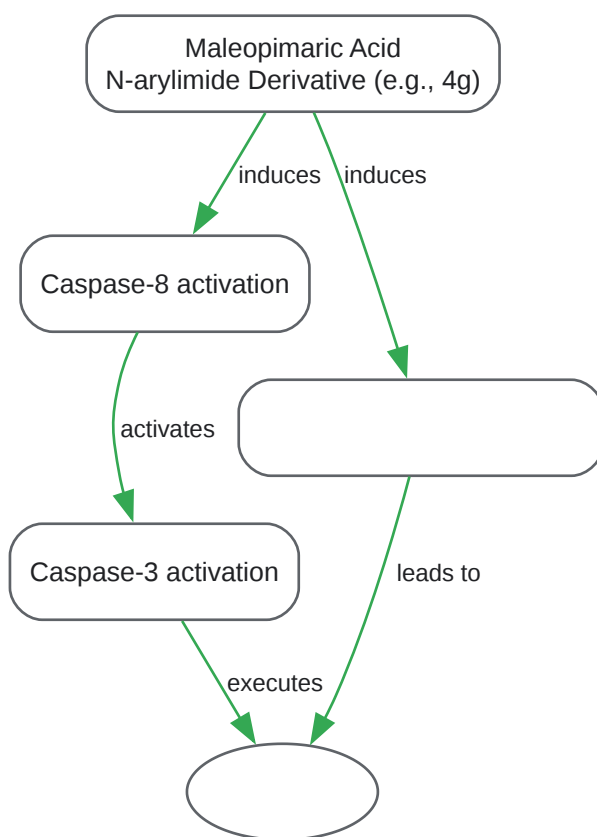 Maleopimaric Acid
N-arylimide Derivative (e.g., 4g)
induces
induces
Caspase-8 activation
activates
Caspase-3 activation
leads to
executes